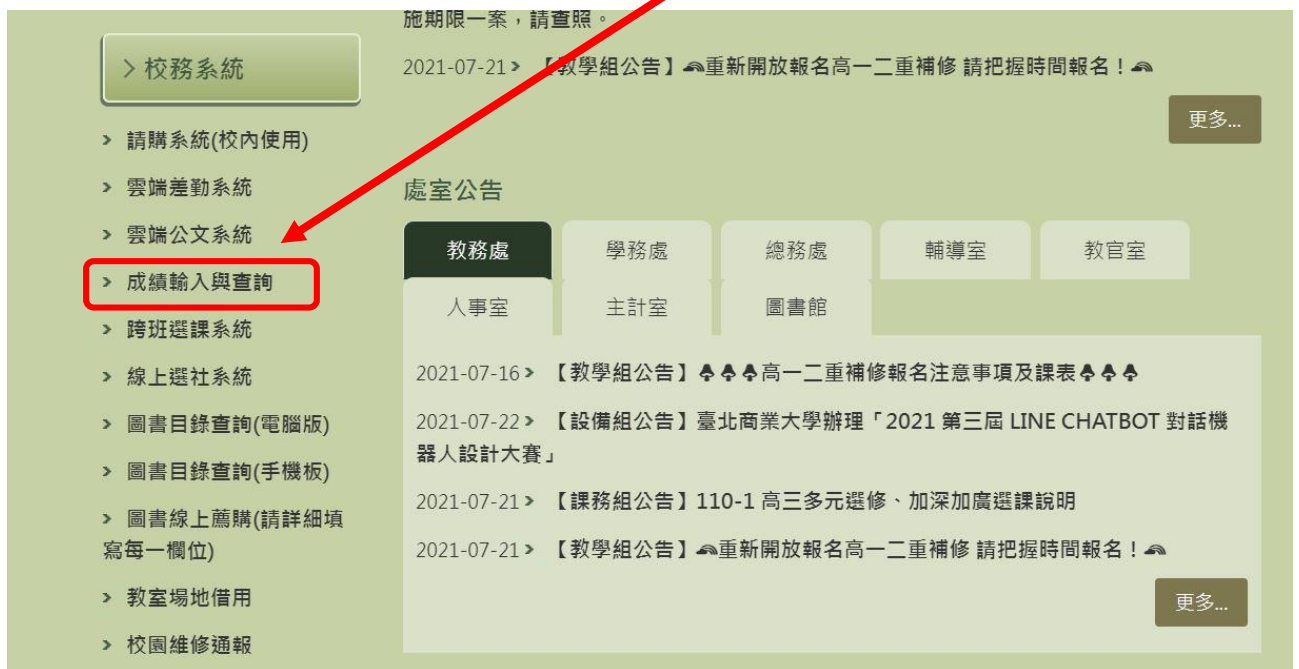 施期限一案，請查照。
2021-07-21 【教學組公告】重新開放報名高一二重補修 請把握時間報名！
更多...
校務系統
請購系統(校內使用)
雲端差勤系統
雲端公文系統
成績輸入與查詢
跨班選課系統
線上選社系統
圖書目錄查詢(電腦版)
圖書目錄查詢(手機板)
圖書線上薦購(請詳細填
寫每一欄位)
教室場地借用
校園維修通報
處室公告
教務處 學務處 總務處 輔導室 教官室
人事室 主計室 圖書館
2021-07-16 【教學組公告】♣♣♣高一二重補修報名注意事項及課表♣♣♣
2021-07-22 【設備組公告】臺北商業大學辦理「2021 第三屆 LINE CHATBOT 對話機
器人設計大賽」
2021-07-21 【課務組公告】110-1 高三多元選修、加深加廣選課說明
2021-07-21 【教學組公告】重新開放報名高一二重補修 請把握時間報名！
更多...